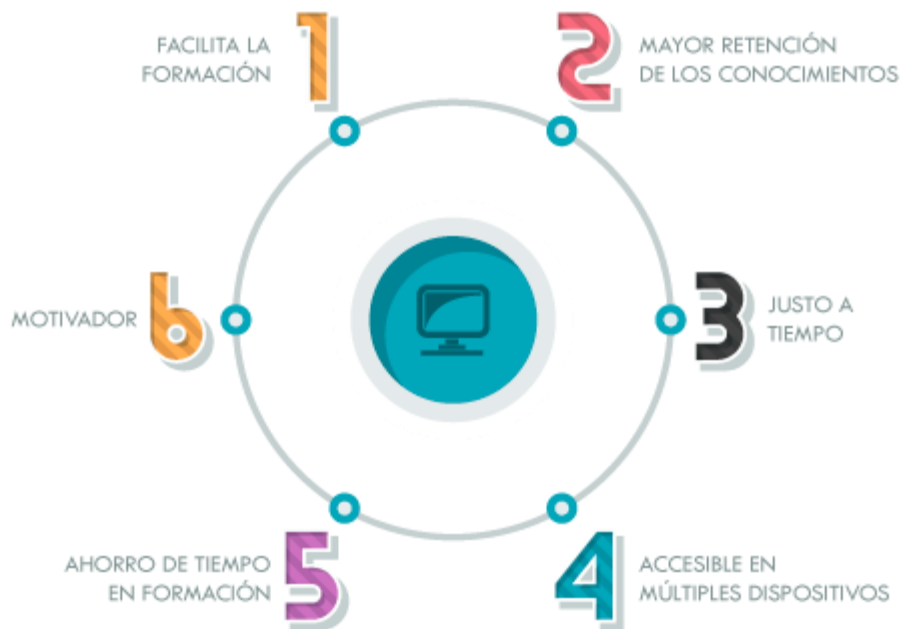 1
FACILITA LA
FORMACIÓN
2
MAYOR RETENCIÓN
DE LOS CONOCIMIENTOS
3
JUSTO A
TIEMPO
4
ACCESIBLE EN
MÚLTIPLES DISPOSITIVOS
5
AHORRO DE TIEMPO
EN FORMACIÓN
6
MOTIVADOR